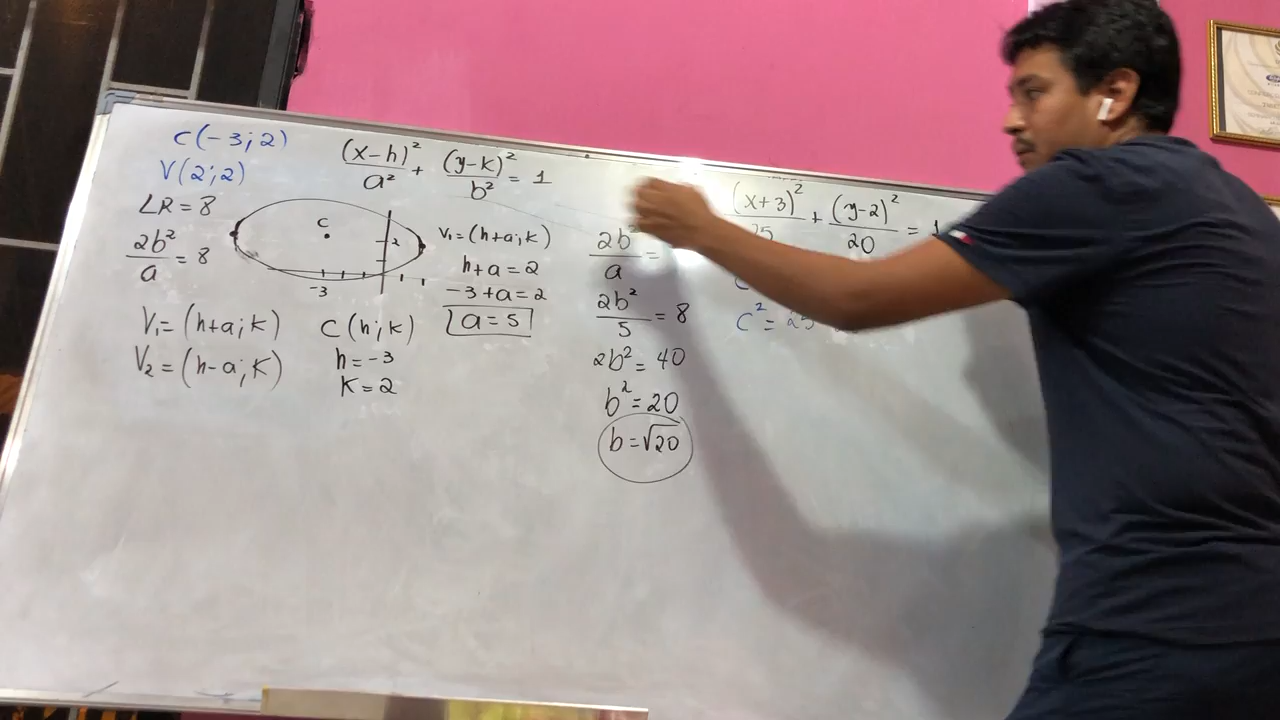 C(-3;2)
V(2;2)
LR = 8
2b²/a = 8
V₁ = (h+a;k)
V₂ = (h-a;k)
(x-h)²/a² + (y-k)²/b² = 1
C
2
-3
C(h;k)
h = -3
k = 2
V₁ = (h+a;k)
h+a = 2
-3+a = 2
a = 5
2b²/a =
2b²/5 = 8
2b² = 40
b² = 20
b = √20
(x+3)²/25 + (y-2)²/20 = 1
C² = 25